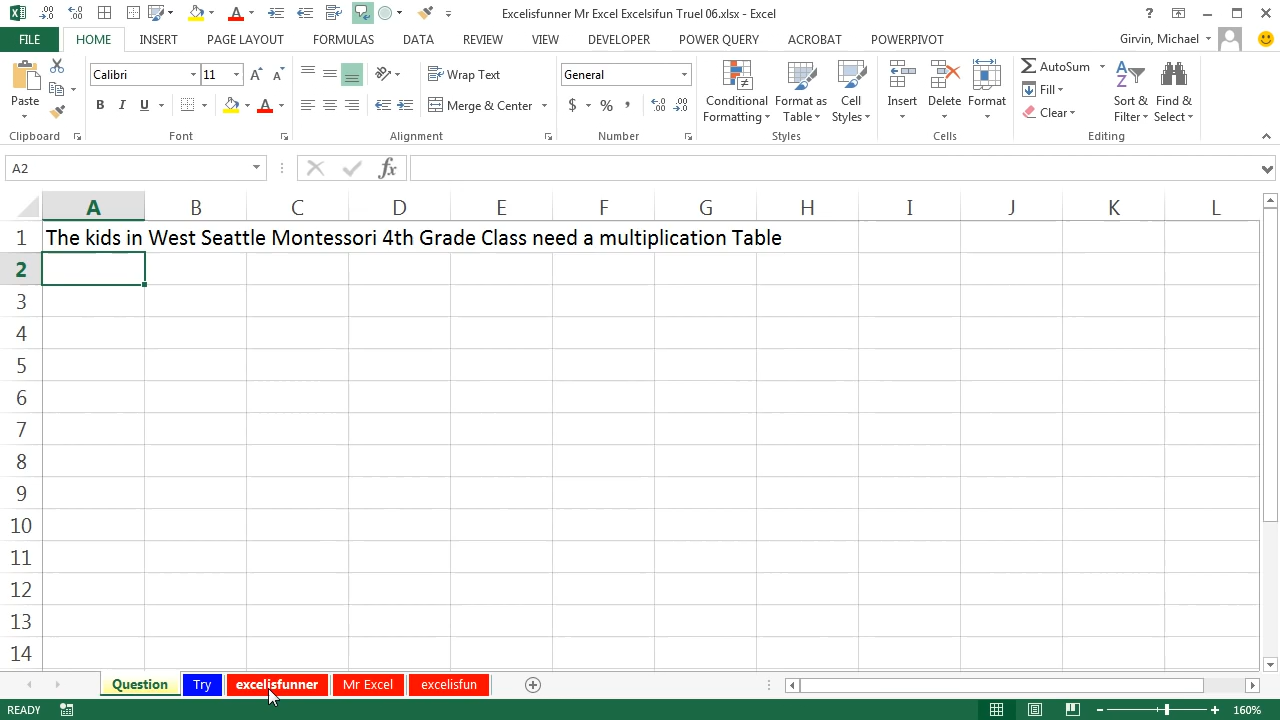 Excelisfunner Mr Excel Excelsifun Truel 06.xlsx - Excel
FILE HOME INSERT PAGE LAYOUT FORMULAS DATA REVIEW VIEW DEVELOPER POWER QUERY ACROBAT POWERPIVOT Girvin, Michael
Calibri 11 Wrap Text General AutoSum
Paste Conditional Formatting Format as Table Cell Styles Insert Delete Format Fill Sort & Filter Find & Select
B I U Merge & Center $ % , Clear
Clipboard Font Alignment Number Styles Cells Editing
A2 fx
A B C D E F G H I J K L
1 The kids in West Seattle Montessori 4th Grade Class need a multiplication Table
2
3
4
5
6
7
8
9
10
11
12
13
14
Question Try excelisfunner Mr Excel excelisfun
READY 160%